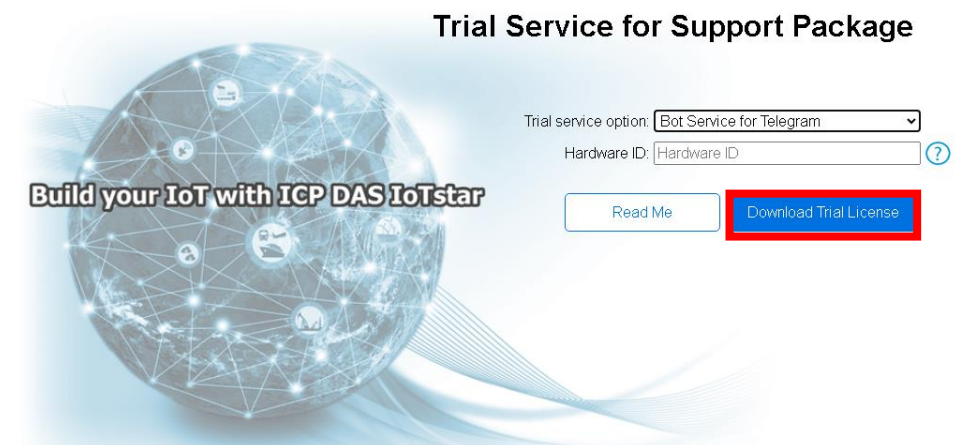 Trial Service for Support Package
Trial service option: Bot Service for Telegram
Hardware ID: Hardware ID ?
Build your IoT with ICP DAS IoTstar
Read Me Download Trial License